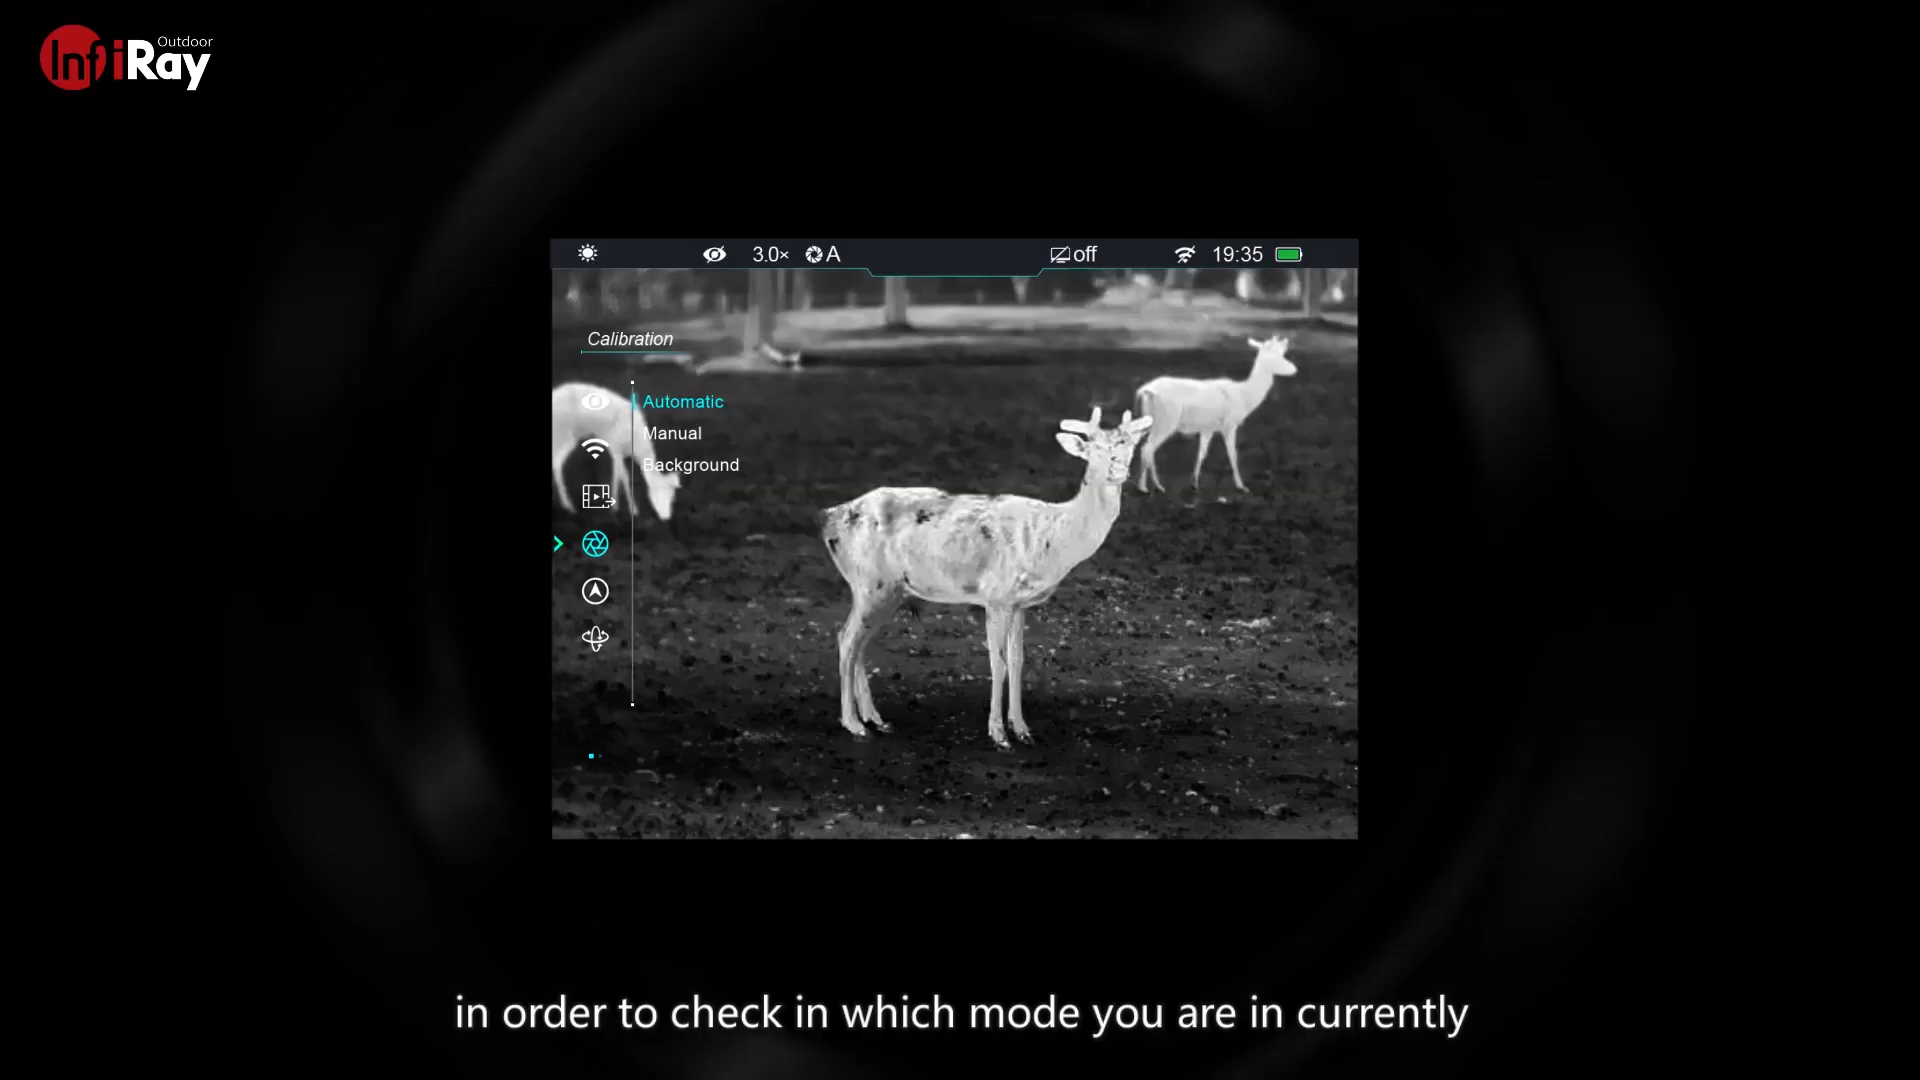 Outdoor
InfiRay
3.0× A off 19:35
Calibration
Automatic
Manual
Background
in order to check in which mode you are in currently